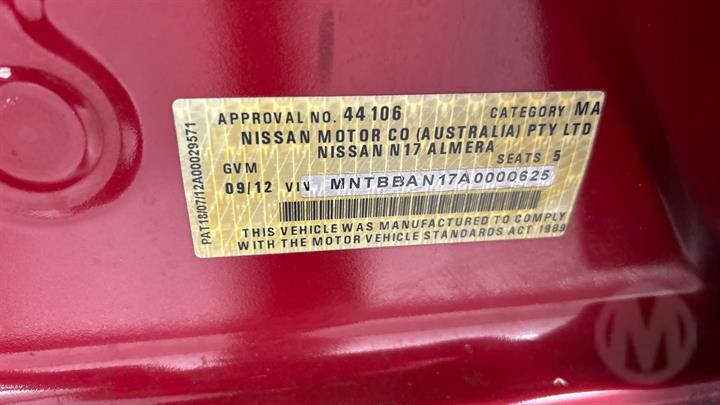 APPROVAL NO. 44106 CATEGORY MA
NISSAN MOTOR CO (AUSTRALIA) PTY LTD
NISSAN N17 ALMERA
GVM SEATS 5
09/12 VIN MNTBBAN17A0000625
THIS VEHICLE WAS MANUFACTURED TO COMPLY
WITH THE MOTOR VEHICLE STANDARDS ACT 1989
PAT18/07/12A00029571
M